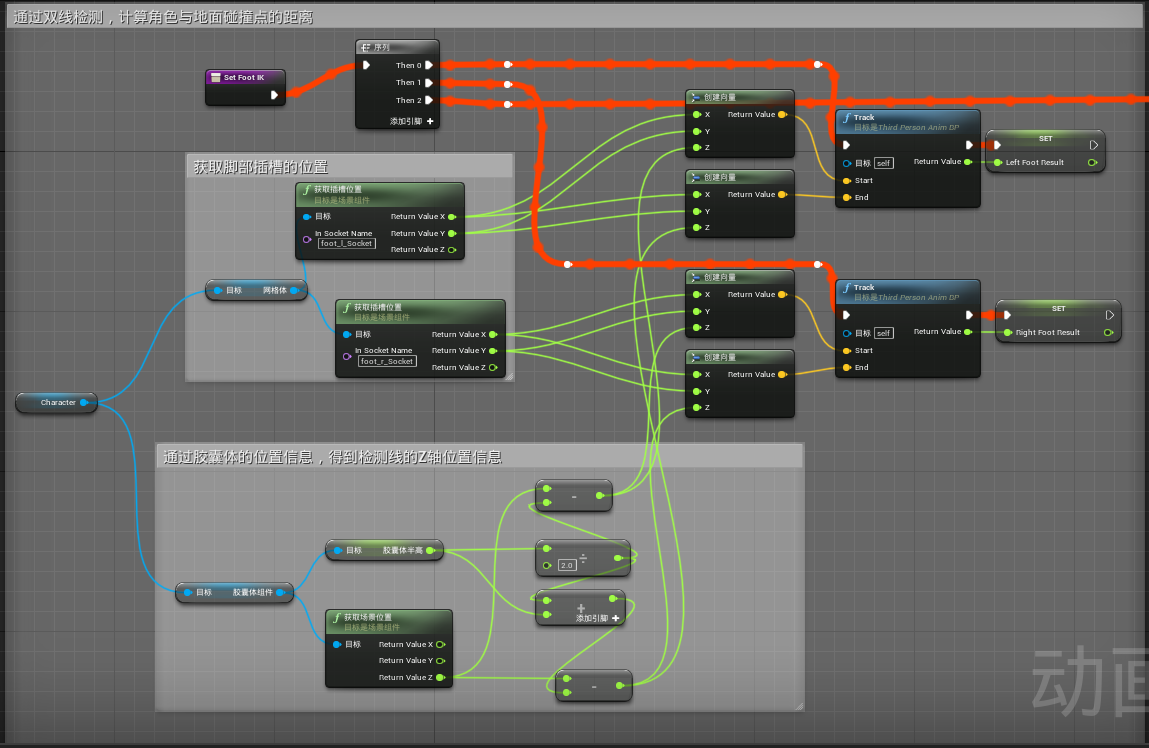 通过双线检测，计算角色与地面碰撞点的距离
Set Foot IK
序列
Then 0
Then 1
Then 2
添加引脚
获取脚部插槽的位置
获取插槽位置
目标是场景组件
目标
Return Value X
In Socket Name
foot_l_Socket
Return Value Y
Return Value Z
目标
网格体
获取插槽位置
目标是场景组件
目标
Return Value X
In Socket Name
foot_r_Socket
Return Value Y
Return Value Z
Character
创建向量
X
Return Value
Y
Z
创建向量
X
Return Value
Y
Z
Track
目标是Third Person Anim BP
目标
self
Return Value
Start
End
SET
Left Foot Result
创建向量
X
Return Value
Y
Z
创建向量
X
Return Value
Y
Z
Track
目标是Third Person Anim BP
目标
self
Return Value
Start
End
SET
Right Foot Result
通过胶囊体的位置信息，得到检测线的Z轴位置信息
-
目标
胶囊体半高
2.0
÷
+
添加引脚
目标
胶囊体组件
获取场景位置
目标是场景组件
目标
Return Value X
Return Value Y
Return Value Z
-
动画